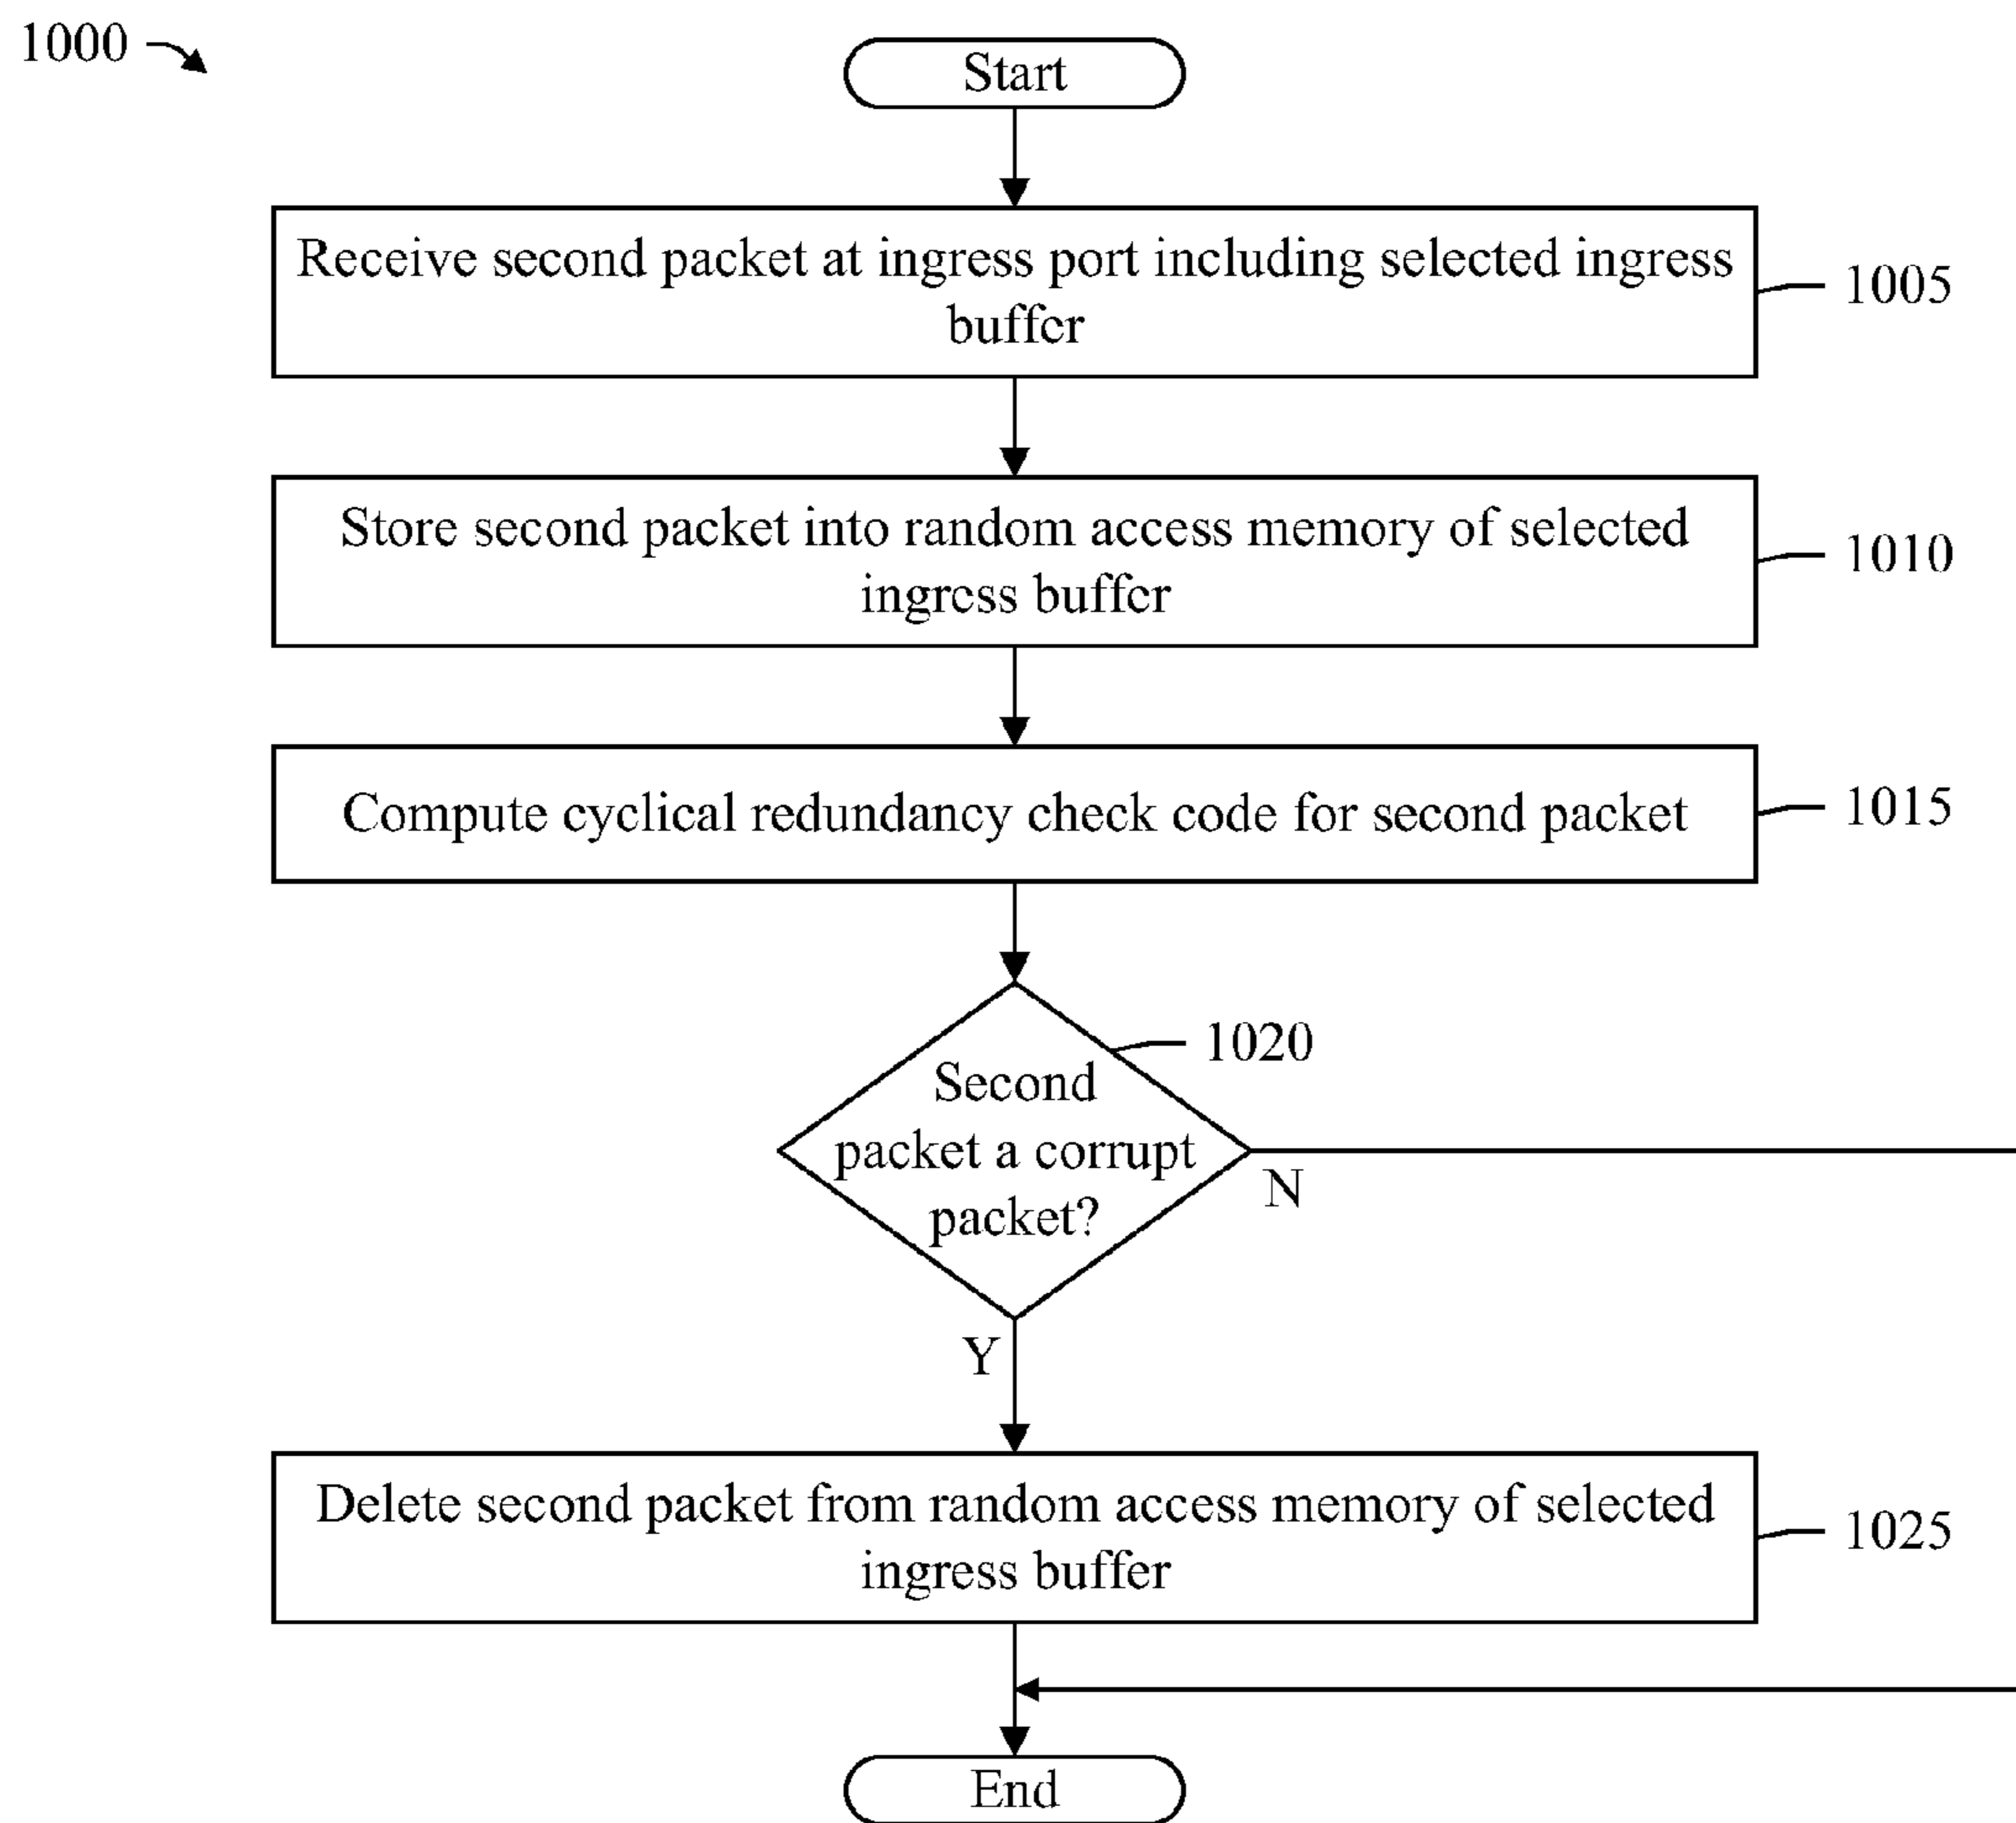 1000
Start
Receive second packet at ingress port including selected ingress
buffer
1005
Store second packet into random access memory of selected
ingress buffer
1010
Compute cyclical redundancy check code for second packet
1015
1020
Second
packet a corrupt
packet?
N
Y
Delete second packet from random access memory of selected
ingress buffer
1025
End